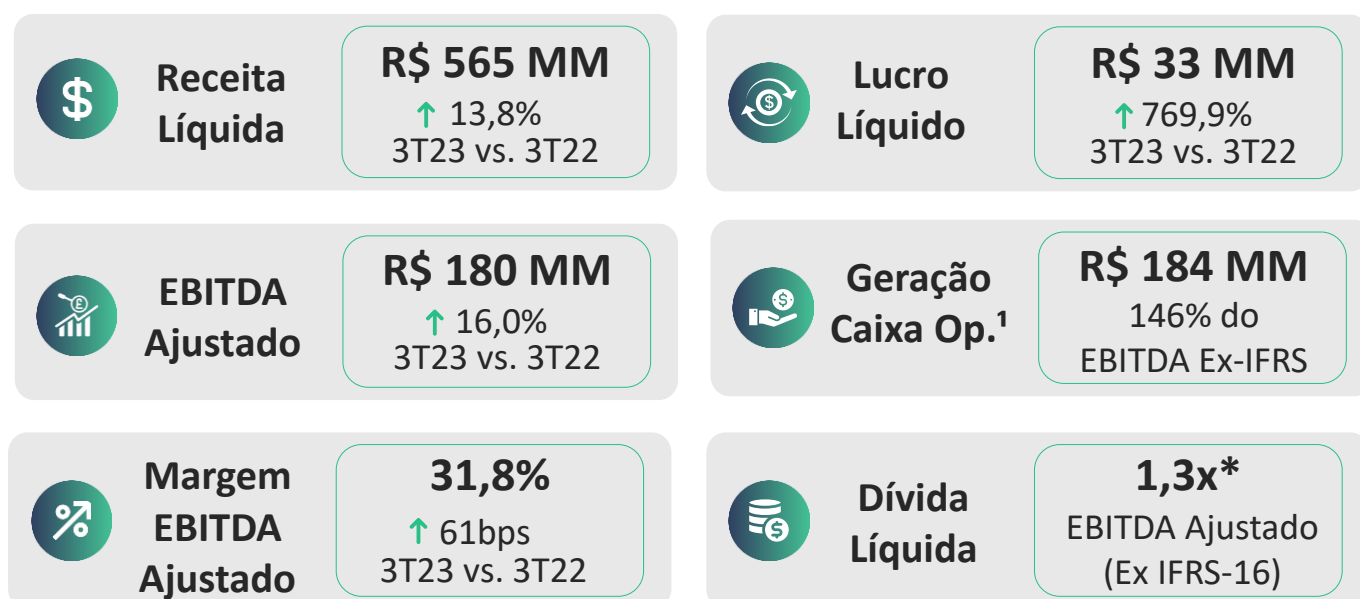 Receita
Líquida
R$ 565 MM
↑ 13,8%
3T23 vs. 3T22
Lucro
Líquido
R$ 33 MM
↑ 769,9%
3T23 vs. 3T22
EBITDA
Ajustado
R$ 180 MM
↑ 16,0%
3T23 vs. 3T22
Geração
Caixa Op.¹
R$ 184 MM
146% do
EBITDA Ex-IFRS
Margem
EBITDA
Ajustado
31,8%
↑ 61bps
3T23 vs. 3T22
Dívida
Líquida
1,3x*
EBITDA Ajustado
(Ex IFRS-16)